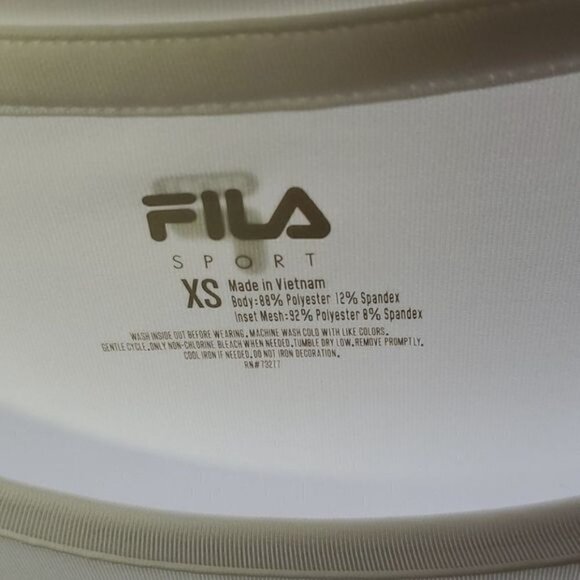 FILA
SPORT
XS Made in Vietnam
Body:88% Polyester 12% Spandex
Inset Mesh:92% Polyester 8% Spandex
WASH INSIDE OUT BEFORE WEARING. MACHINE WASH COLD WITH LIKE COLORS.
GENTLE CYCLE. ONLY NON-CHLORINE BLEACH WHEN NEEDED. TUMBLE DRY LOW. REMOVE PROMPTLY.
COOL IRON IF NEEDED. DO NOT IRON DECORATION.
RN#73277